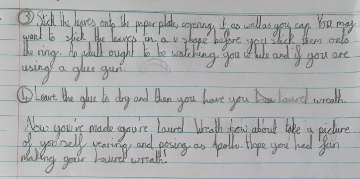 ③ Stick the leaves onto the paper plate, covering it as well as you can. You may
want to stick the leaves in a v shape before you stick them onto
the ring. An adult ought to be watching you while and if you are
using a glue gun.
④ Leave the glue to dry and then you have you laurel wreath.
Now you've made you're laurel wreath how about take a picture
of yourself wearing and posing as Apollo. Hope you had fun
making your laurel wreath!